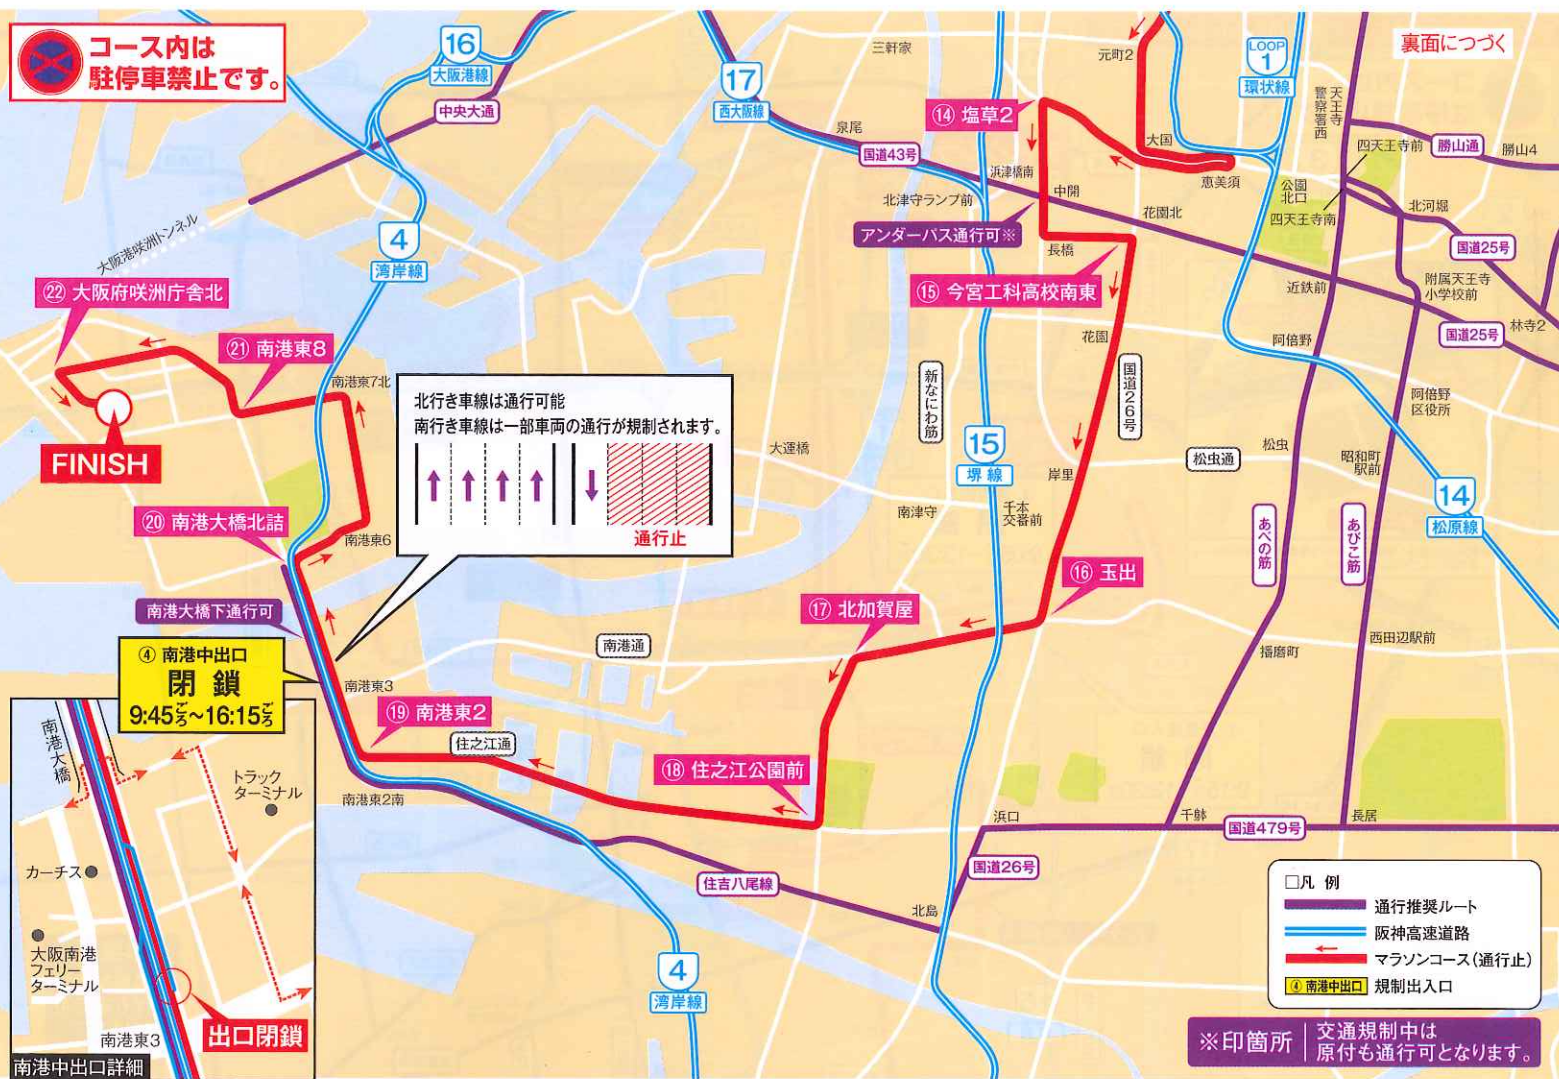 コース内は
駐停車禁止です。
16
大阪港線
中央大通
17
西大阪線
三軒家
元町2
LOOP
1
環状線
裏面につづく
天王寺
警察署西
泉尾
国道43号
⑭ 塩草2
大国
恵美須
四天王寺前
勝山通
勝山4
浜津橋南
北津守ランプ前
中開
花園北
公園
北口
四天王寺南
北河堀
国道25号
アンダーパス通行可※
長橋
大阪港咲洲トンネル
4
湾岸線
㉒ 大阪府咲洲庁舎北
⑮ 今宮工科高校南東
近鉄前
附属天王寺
小学校前
林寺2
国道25号
㉑ 南港東8
花園
阿倍野
南港東7北
新なにわ筋
国道26号
阿倍野
区役所
北行き車線は通行可能
南行き車線は一部車両の通行が規制されます。
通行止
FINISH
大運橋
15
堺線
岸里
松虫通
松虫
昭和町
駅前
14
松原線
南津守
千本
交番前
あべの筋
あびこ筋
⑳ 南港大橋北詰
南港東6
⑯ 玉出
南港大橋下通行可
⑰ 北加賀屋
南港通
播磨町
西田辺駅前
④ 南港中出口
閉鎖
9:45ごろ~16:15ごろ
南港東3
⑲ 南港東2
住之江通
⑱ 住之江公園前
南港東2南
浜口
千躰
国道479号
長居
国道26号
住吉八尾線
北島
4
湾岸線
南港大橋
トラック
ターミナル
カーチス
大阪南港
フェリー
ターミナル
南港東3
出口閉鎖
南港中出口詳細
□凡 例
通行推奨ルート
阪神高速道路
マラソンコース(通行止)
④ 南港中出口 規制出入口
※印箇所
交通規制中は
原付も通行可となります。